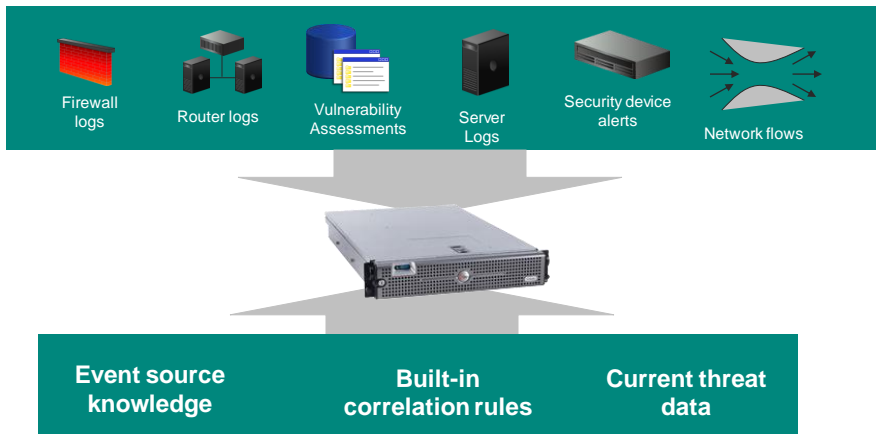 Firewall
logs
Router logs
Vulnerability
Assessments
Server
Logs
Security device
alerts
Network flows
Event source
knowledge
Built-in
correlation rules
Current threat
data